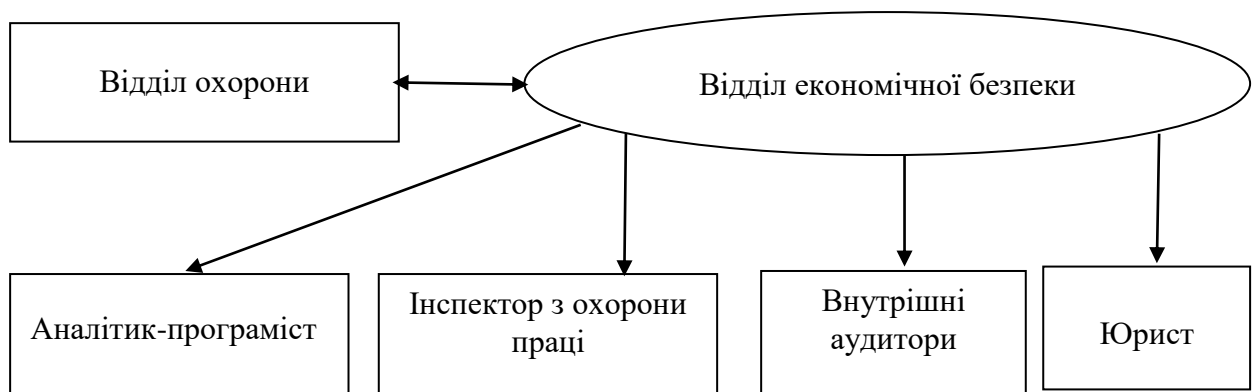 Відділ охорони
Відділ економічної безпеки
Аналітик-програміст
Інспектор з охорони
праці
Внутрішні
аудитори
Юрист